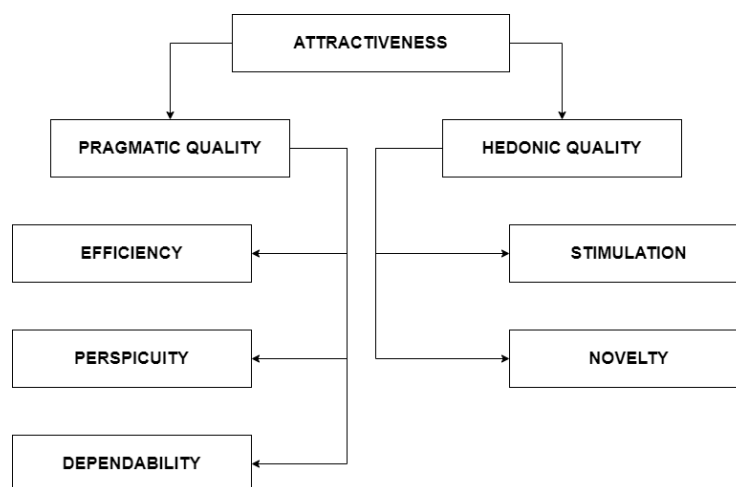 ATTRACTIVENESS
PRAGMATIC QUALITY
HEDONIC QUALITY
EFFICIENCY
STIMULATION
PERSPICUITY
NOVELTY
DEPENDABILITY